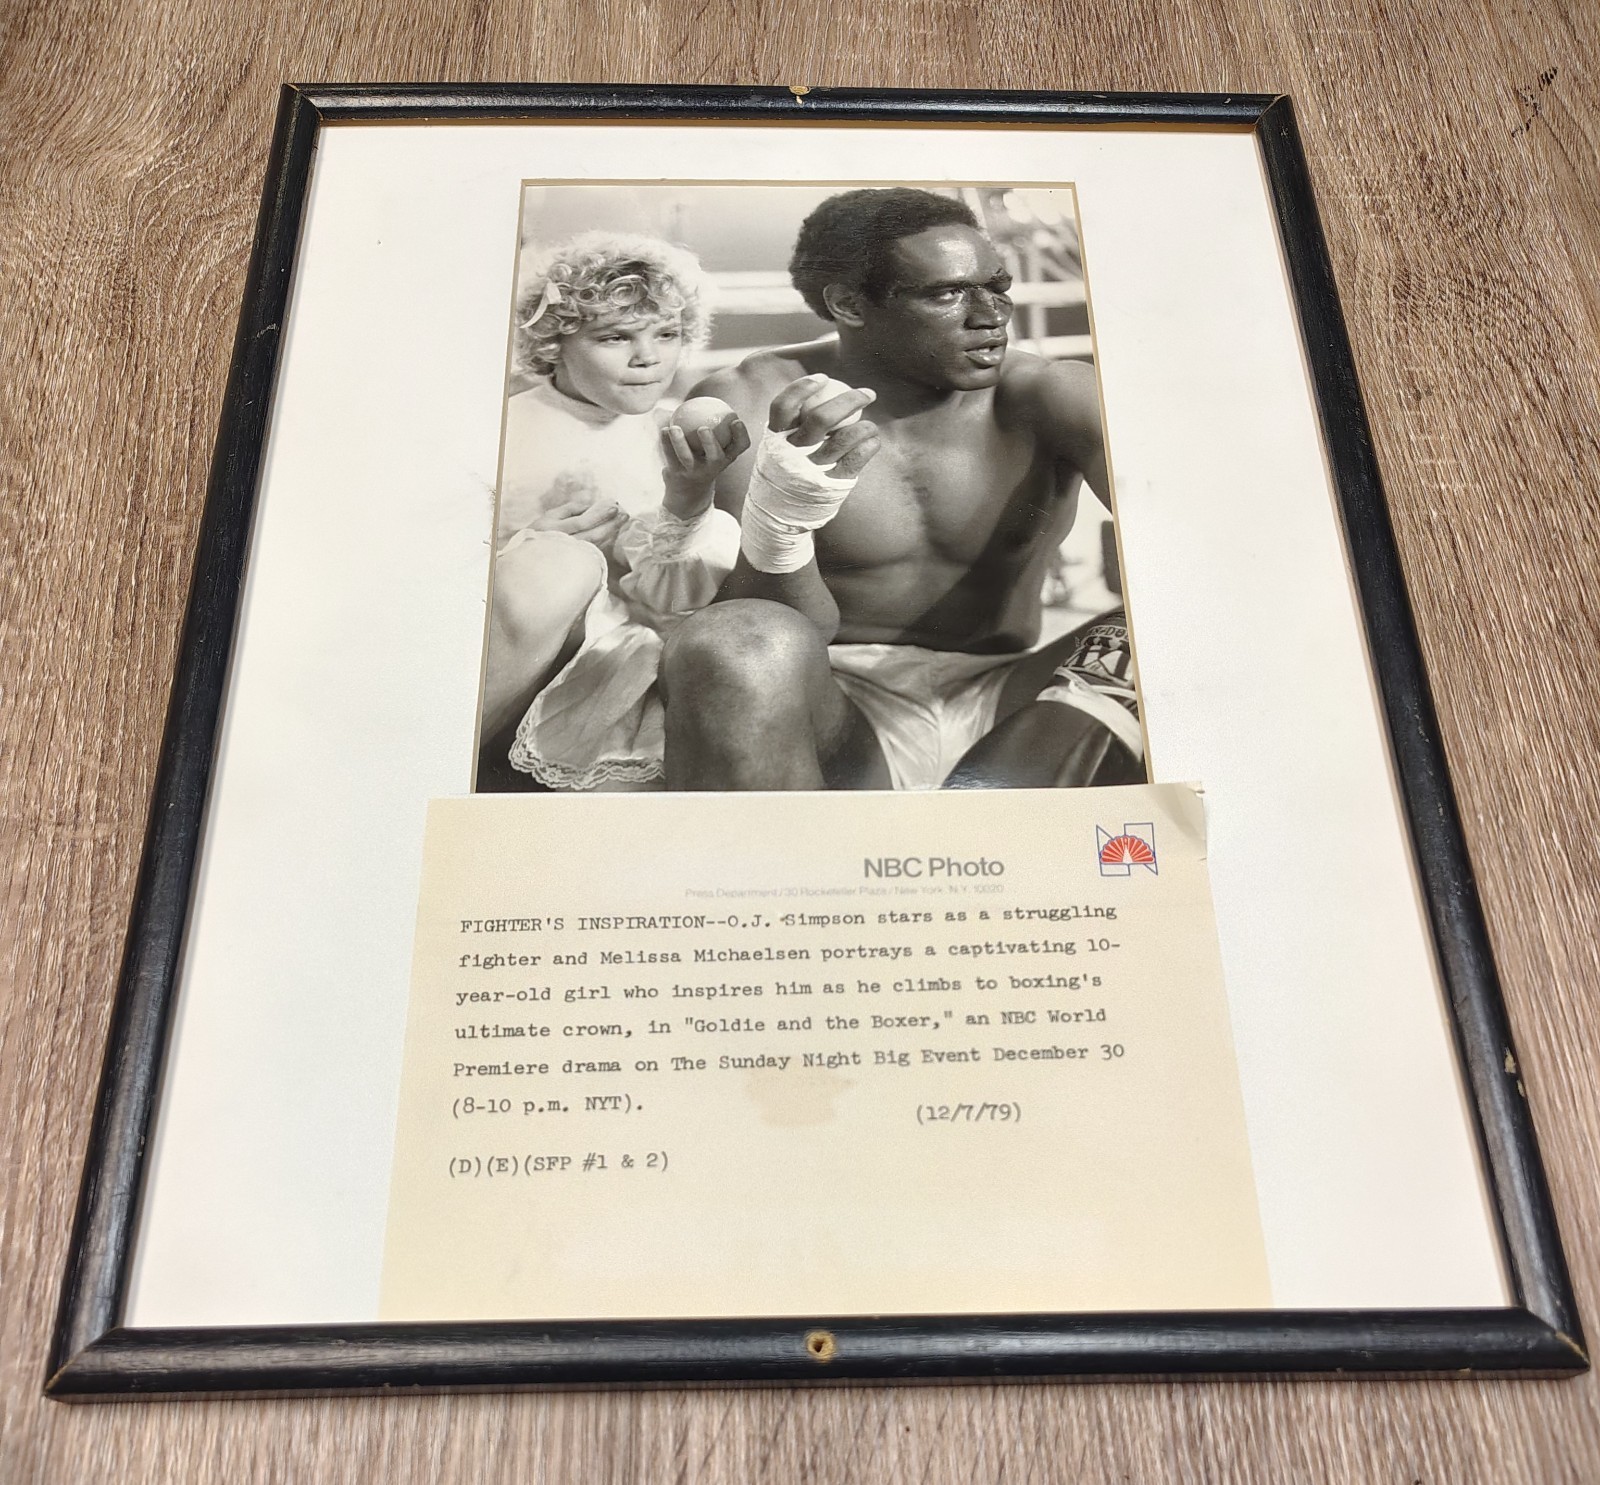 NBC Photo
Press Department/30 Rockefeller Plaza/New York, N.Y. 10020
FIGHTER'S INSPIRATION--O.J. Simpson stars as a struggling
fighter and Melissa Michaelsen portrays a captivating 10-
year-old girl who inspires him as he climbs to boxing's
ultimate crown, in "Goldie and the Boxer," an NBC World
Premiere drama on The Sunday Night Big Event December 30
(8-10 p.m. NYT).
(12/7/79)
(D)(E)(SFP #1 & 2)